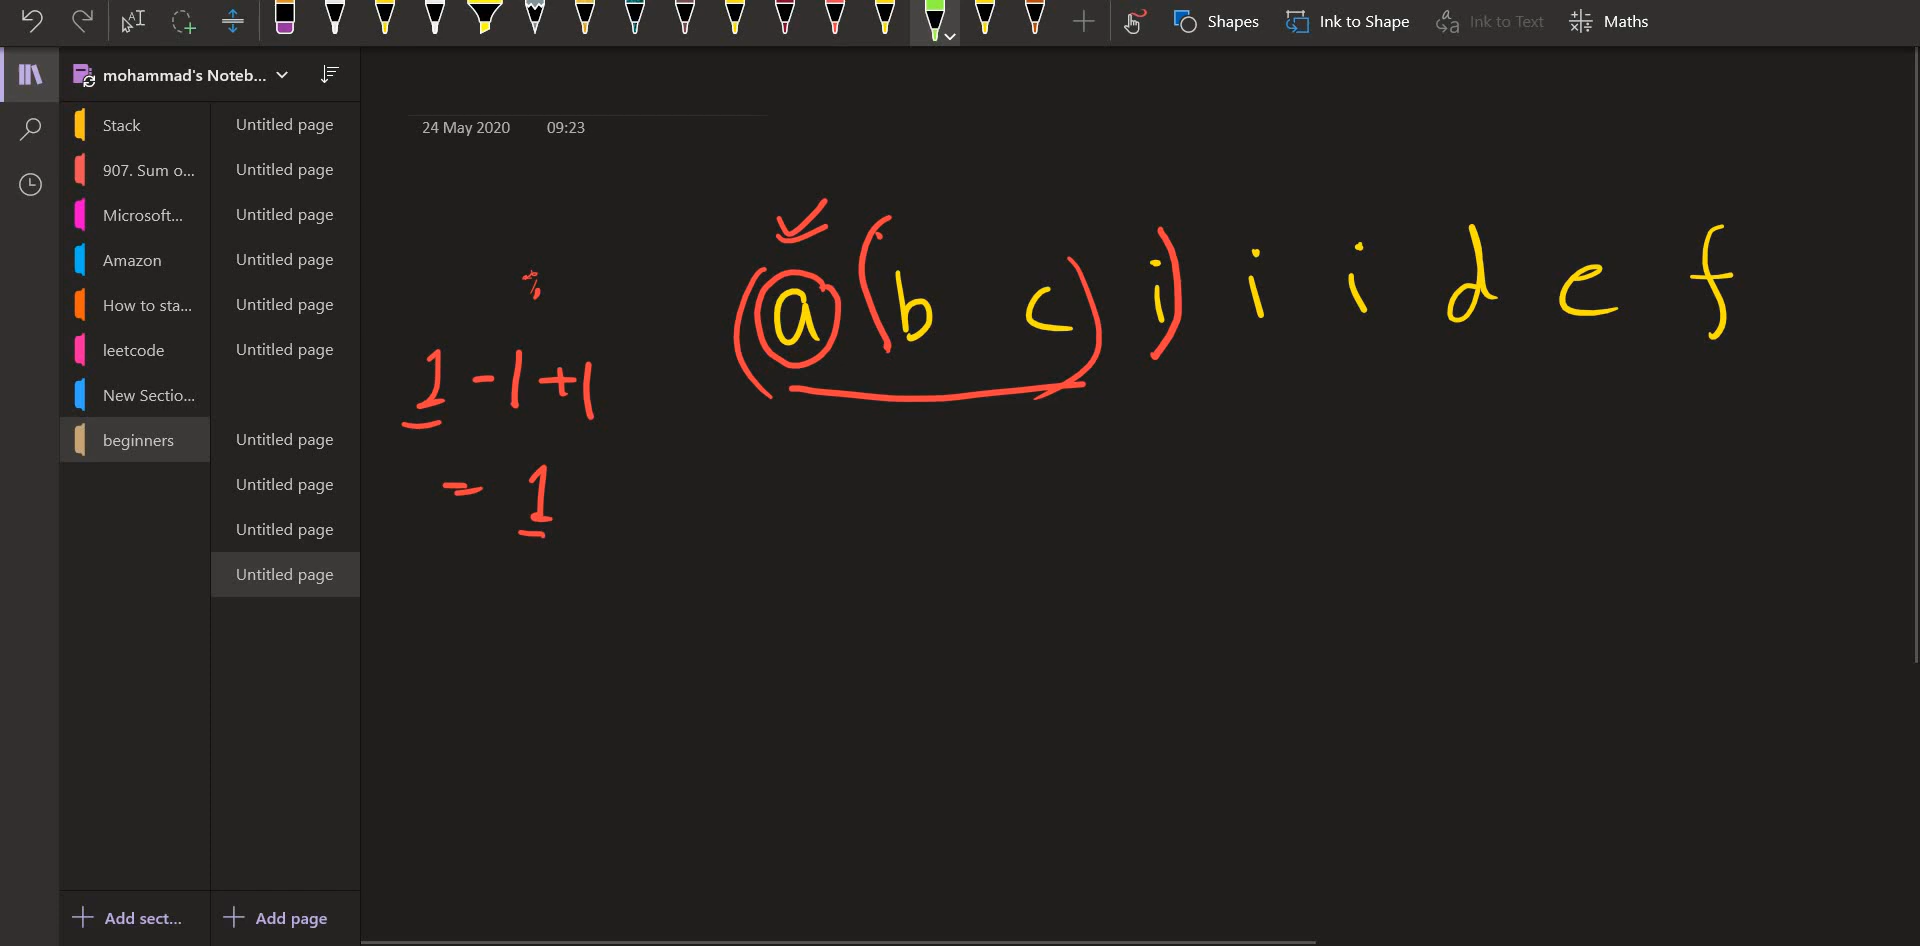 Shapes Ink to Shape Ink to Text Maths
mohammad's Noteb...
Stack
907. Sum o...
Microsoft...
Amazon
How to sta...
leetcode
New Sectio...
beginners
Add sect...
Untitled page
Untitled page
Untitled page
Untitled page
Untitled page
Untitled page
Untitled page
Untitled page
Untitled page
Untitled page
Add page
24 May 2020 09:23
(a (b c) i) i i d e f
1 - 1 + 1
= 1